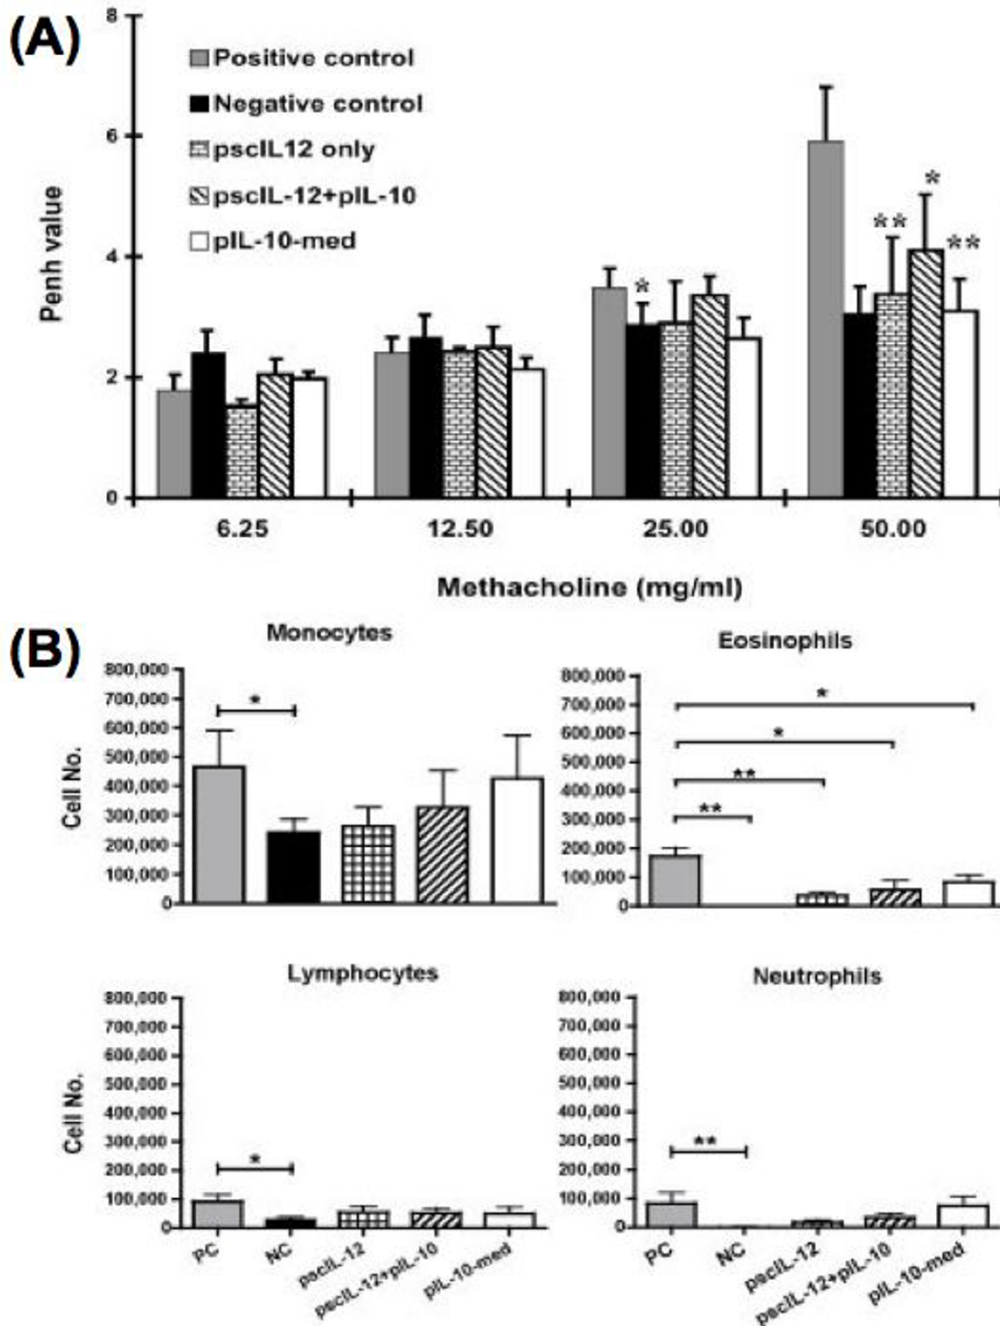 (A)
8
6
4
2
0
Penh value
Positive control
Negative control
pscIL12 only
pscIL-12+pIL-10
pIL-10-med
*
**
*
**
6.25 12.50 25.00 50.00
Methacholine (mg/ml)
(B)
Monocytes
800,000
700,000
600,000
500,000
400,000
300,000
200,000
100,000
0
Cell No.
*
Eosinophils
800,000
700,000
600,000
500,000
400,000
300,000
200,000
100,000
0
*
*
**
**
Lymphocytes
800,000
700,000
600,000
500,000
400,000
300,000
200,000
100,000
0
Cell No.
*
PC NC pscIL-12 pscIL-12+pIL-10 pIL-10-med
Neutrophils
800,000
700,000
600,000
500,000
400,000
300,000
200,000
100,000
0
**
PC NC pscIL-12 pscIL-12+pIL-10 pIL-10-med